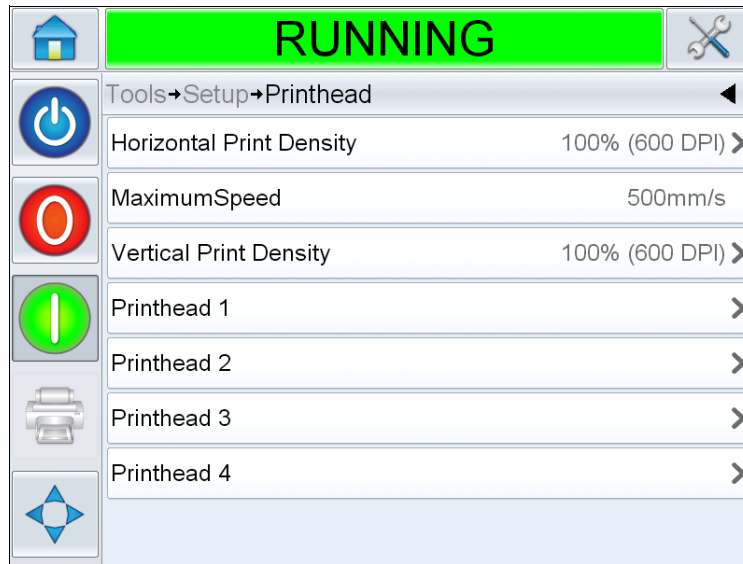 RUNNING
Tools→Setup→Printhead
Horizontal Print Density 100% (600 DPI)
MaximumSpeed 500mm/s
Vertical Print Density 100% (600 DPI)
Printhead 1
Printhead 2
Printhead 3
Printhead 4